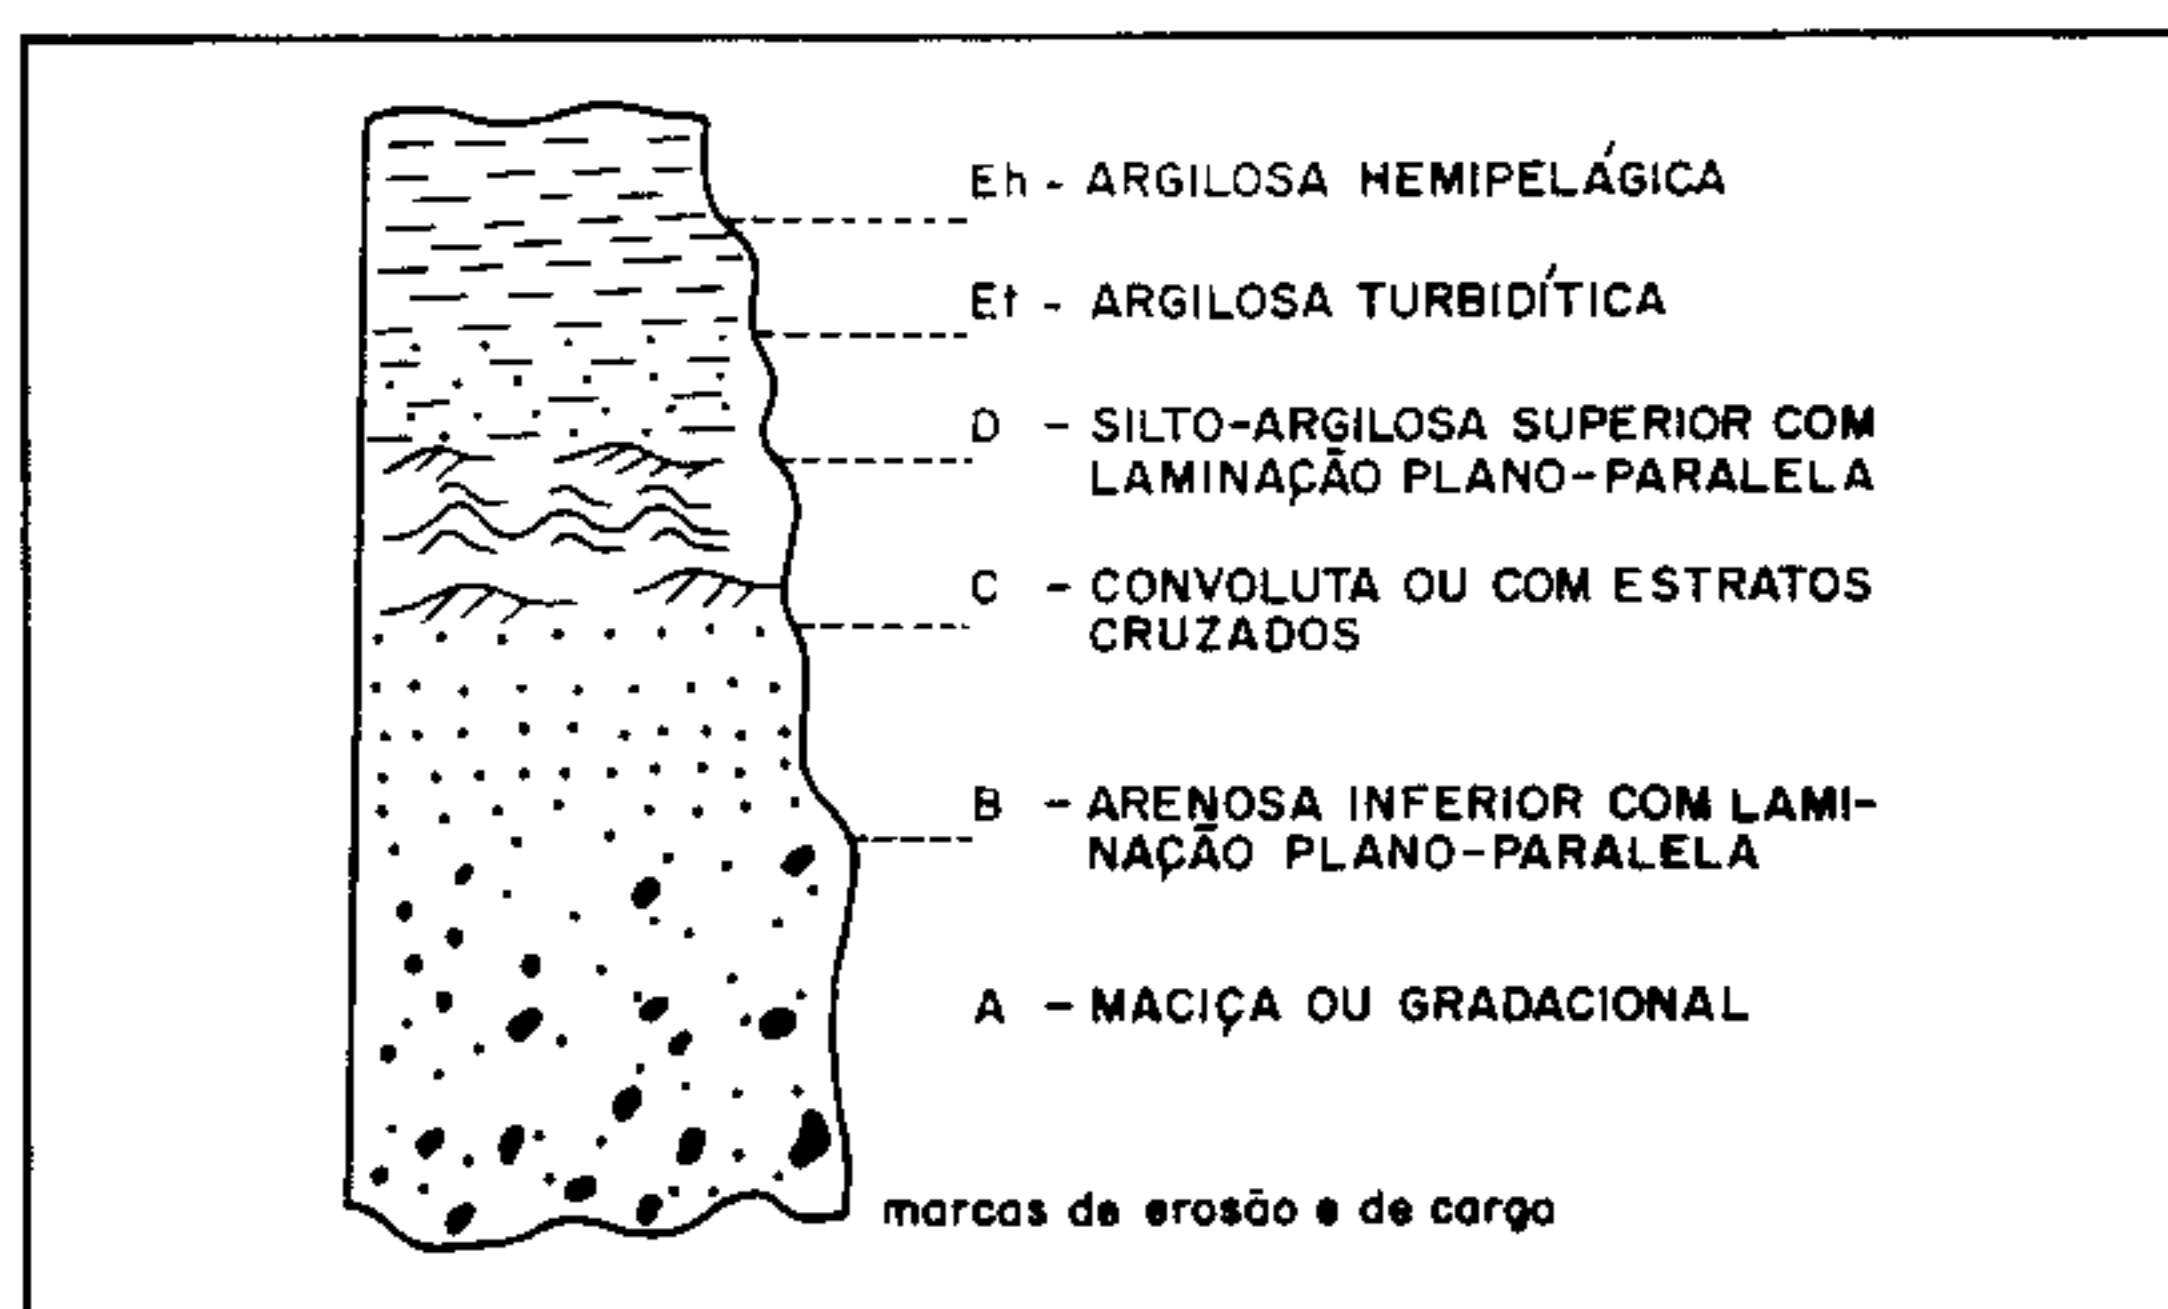 Eh - ARGILOSA HEMIPELÁGICA
Et - ARGILOSA TURBIDÍTICA
D - SILTO-ARGILOSA SUPERIOR COM
LAMINAÇÃO PLANO-PARALELA
C - CONVOLUTA OU COM ESTRATOS
CRUZADOS
B - ARENOSA INFERIOR COM LAMI-
NAÇÃO PLANO-PARALELA
A - MACIÇA OU GRADACIONAL
marcas de erosão e de carga